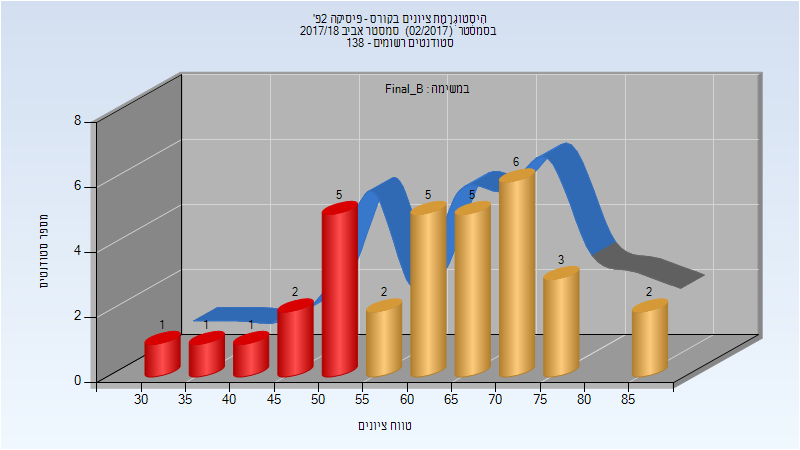 היסטוגרמת ציונים בקורס - פיסיקה 2פ'
בסמסטר (02/2017) סמסטר אביב 2017/18
סטודנטים רשומים - 138
במשימה : Final_B
מספר סטודנטים
8
6
4
2
0
1
1
1
2
5
2
5
5
6
3
2
30 35 40 45 50 55 60 65 70 75 80 85
טווח ציונים